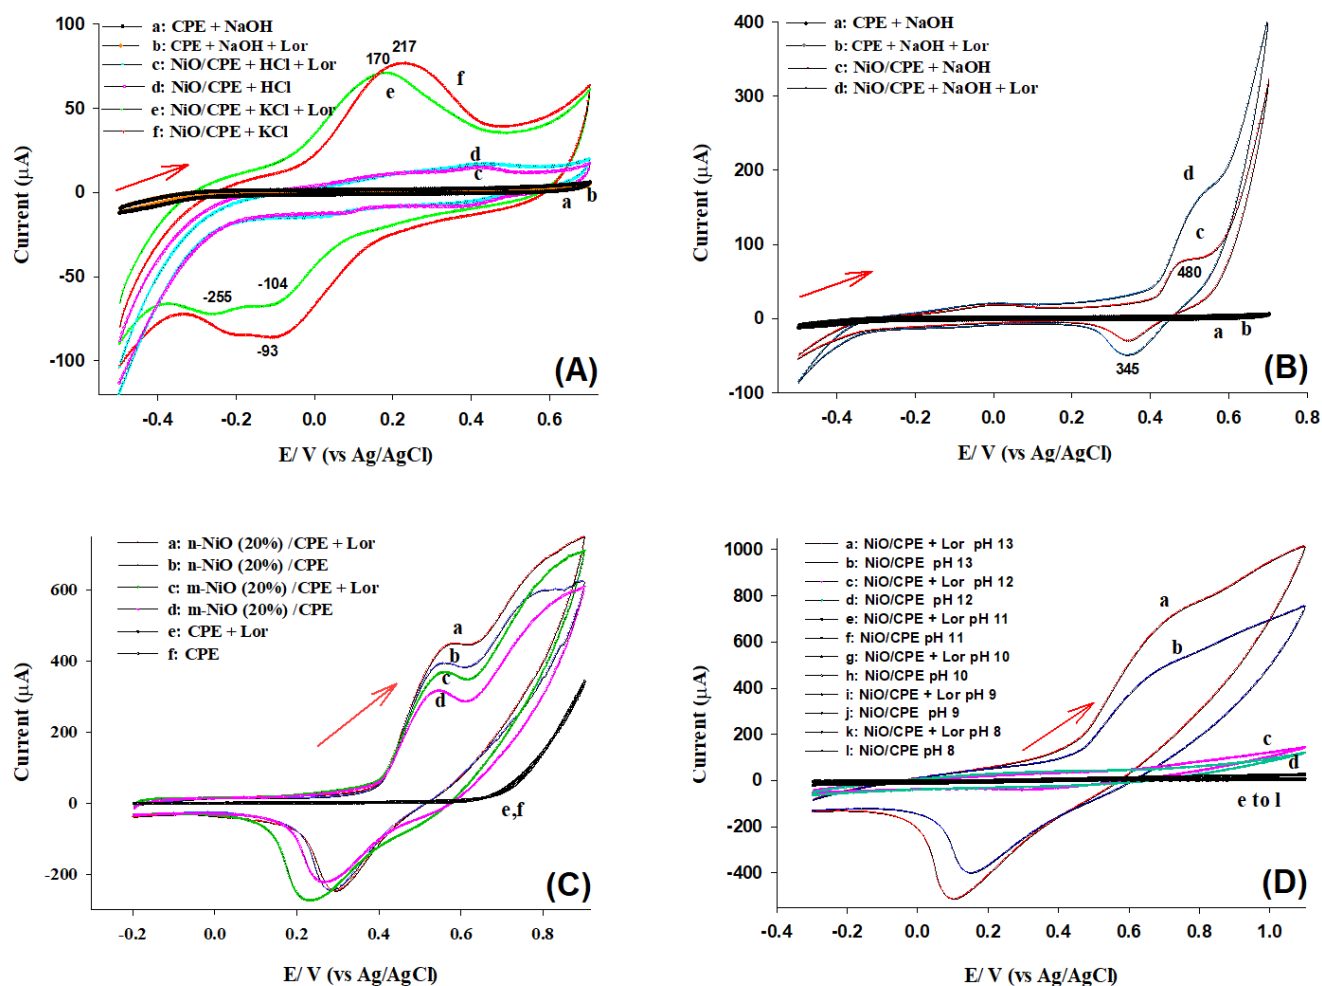 100
50
0
-50
-100
Current (µA)
a: CPE + NaOH
b: CPE + NaOH + Lor
c: NiO/CPE + HCl + Lor
d: NiO/CPE + HCl
e: NiO/CPE + KCl + Lor
f: NiO/CPE + KCl
170 217
e
f
d
c
a b
-255
-104
-93
(A)
-0.4 -0.2 0.0 0.2 0.4 0.6
E/ V (vs Ag/AgCl)
400
300
200
100
0
-100
Current (µA)
a: CPE + NaOH
b: CPE + NaOH + Lor
c: NiO/CPE + NaOH
d: NiO/CPE + NaOH + Lor
d
c
480
a b
345
(B)
-0.4 -0.2 0.0 0.2 0.4 0.6 0.8
E/ V (vs Ag/AgCl)
600
400
200
0
-200
Current (µA)
a: n-NiO (20%) /CPE + Lor
b: n-NiO (20%) /CPE
c: m-NiO (20%) /CPE + Lor
d: m-NiO (20%) /CPE
e: CPE + Lor
f: CPE
a
b
c
d
e,f
(C)
-0.2 0.0 0.2 0.4 0.6 0.8
E/ V (vs Ag/AgCl)
1000
800
600
400
200
0
-200
-400
Current (µA)
a: NiO/CPE + Lor pH 13
b: NiO/CPE pH 13
c: NiO/CPE + Lor pH 12
d: NiO/CPE pH 12
e: NiO/CPE + Lor pH 11
f: NiO/CPE pH 11
g: NiO/CPE + Lor pH 10
h: NiO/CPE pH 10
i: NiO/CPE + Lor pH 9
j: NiO/CPE pH 9
k: NiO/CPE + Lor pH 8
l: NiO/CPE pH 8
a
b
c
d
e to l
(D)
-0.4 -0.2 0.0 0.2 0.4 0.6 0.8 1.0
E/ V (vs Ag/AgCl)